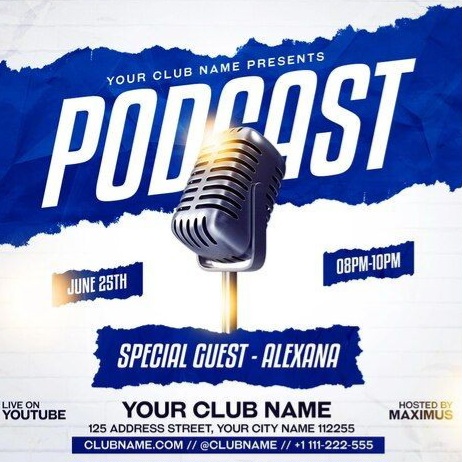 YOUR CLUB NAME PRESENTS
PODCAST
JUNE 25TH
08PM-10PM
SPECIAL GUEST - ALEXANA
LIVE ON
YOUTUBE
YOUR CLUB NAME
125 ADDRESS STREET, YOUR CITY NAME 112255
CLUBNAME.COM // @CLUBNAME // +1 111-222-555
HOSTED BY
MAXIMUS